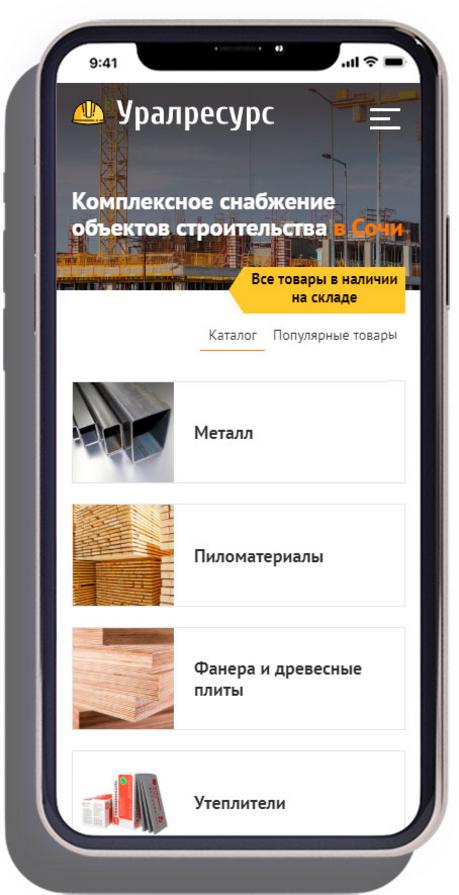 9:41
Уралресурс
Комплексное снабжение
объектов строительства в Сочи
Все товары в наличии
на складе
Каталог Популярные товары
Металл
Пиломатериалы
Фанера и древесные
плиты
Утеплители